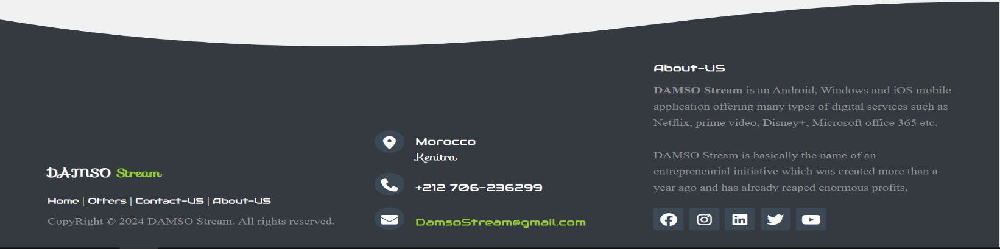 DAMSO Stream
Home | Offers | Contact-US | About-US
CopyRight © 2024 DAMSO Stream. All rights reserved.
Morocco
Kenitra
+212 706-236299
DamsoStream@gmail.com
About-US
DAMSO Stream is an Android, Windows and iOS mobile
application offering many types of digital services such as
Netflix, prime video, Disney+, Microsoft office 365 etc.
DAMSO Stream is basically the name of an
entrepreneurial initiative which was created more than a
year ago and has already reaped enormous profits,